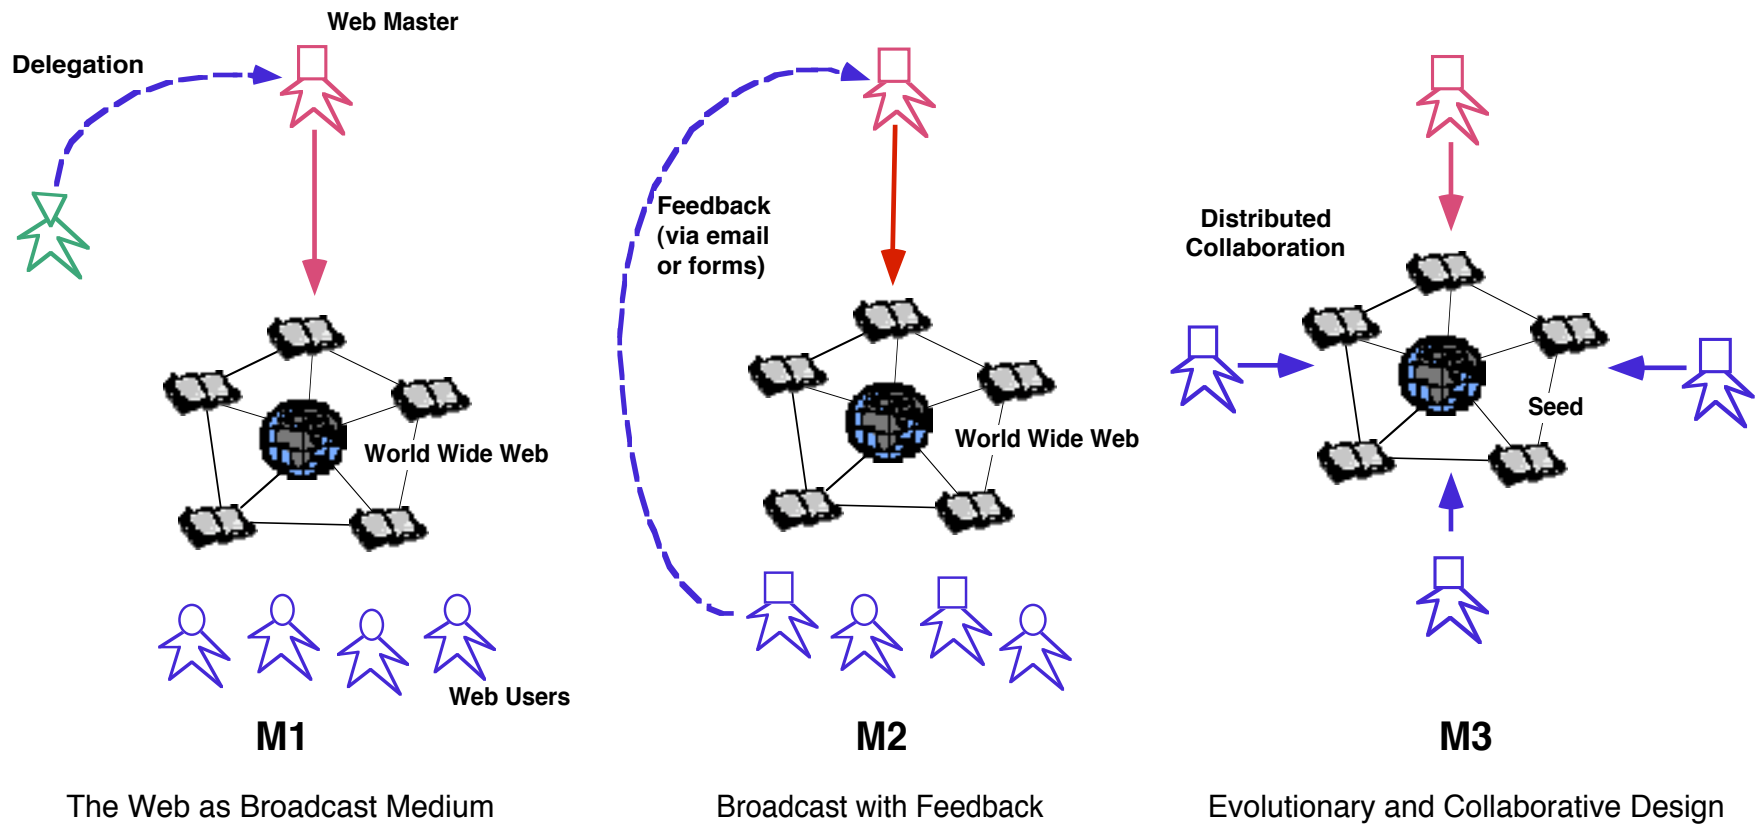 Web Master
Delegation
World Wide Web
Web Users
M1
The Web as Broadcast Medium
Feedback
(via email
or forms)
World Wide Web
M2
Broadcast with Feedback
Distributed
Collaboration
Seed
M3
Evolutionary and Collaborative Design